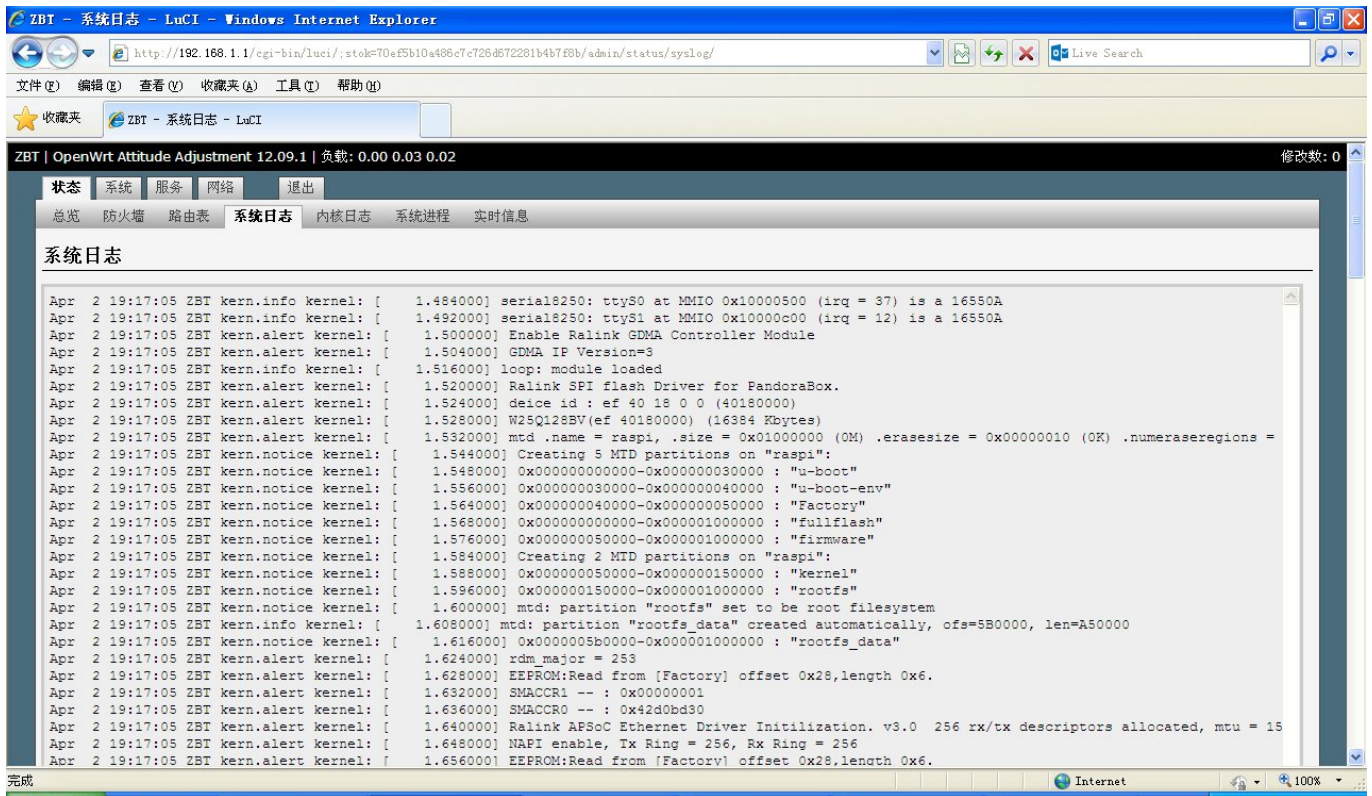 ZBT - 系统日志 - LuCI - Windows Internet Explorer
http://192.168.1.1/cgi-bin/luci/;stok=70ef5b10a486c7c726d672281b4b7f8b/admin/status/syslog/
Live Search
文件(F) 编辑(E) 查看(V) 收藏夹(A) 工具(T) 帮助(H)
收藏夹 ZBT - 系统日志 - LuCI
ZBT | OpenWrt Attitude Adjustment 12.09.1 | 负载: 0.00 0.03 0.02 修改数: 0
状态 系统 服务 网络 退出
总览 防火墙 路由表 系统日志 内核日志 系统进程 实时信息
系统日志
Apr 2 19:17:05 ZBT kern.info kernel: [ 1.484000] serial8250: ttyS0 at MMIO 0x10000500 (irq = 37) is a 16550A
Apr 2 19:17:05 ZBT kern.info kernel: [ 1.492000] serial8250: ttyS1 at MMIO 0x10000c00 (irq = 12) is a 16550A
Apr 2 19:17:05 ZBT kern.alert kernel: [ 1.500000] Enable Ralink GDMA Controller Module
Apr 2 19:17:05 ZBT kern.alert kernel: [ 1.504000] GDMA IP Version=3
Apr 2 19:17:05 ZBT kern.info kernel: [ 1.516000] loop: module loaded
Apr 2 19:17:05 ZBT kern.alert kernel: [ 1.520000] Ralink SPI flash Driver for PandoraBox.
Apr 2 19:17:05 ZBT kern.alert kernel: [ 1.524000] deice id : ef 40 18 0 0 (40180000)
Apr 2 19:17:05 ZBT kern.alert kernel: [ 1.528000] W25Q128BV(ef 40180000) (16384 Kbytes)
Apr 2 19:17:05 ZBT kern.alert kernel: [ 1.532000] mtd .name = raspi, .size = 0x01000000 (0M) .erasesize = 0x00000010 (0K) .numeraseregions =
Apr 2 19:17:05 ZBT kern.notice kernel: [ 1.544000] Creating 5 MTD partitions on "raspi":
Apr 2 19:17:05 ZBT kern.notice kernel: [ 1.548000] 0x000000000000-0x000000030000 : "u-boot"
Apr 2 19:17:05 ZBT kern.notice kernel: [ 1.556000] 0x000000030000-0x000000040000 : "u-boot-env"
Apr 2 19:17:05 ZBT kern.notice kernel: [ 1.564000] 0x000000040000-0x000000050000 : "Factory"
Apr 2 19:17:05 ZBT kern.notice kernel: [ 1.568000] 0x000000000000-0x000001000000 : "fullflash"
Apr 2 19:17:05 ZBT kern.notice kernel: [ 1.576000] 0x000000050000-0x000001000000 : "firmware"
Apr 2 19:17:05 ZBT kern.notice kernel: [ 1.584000] Creating 2 MTD partitions on "raspi":
Apr 2 19:17:05 ZBT kern.notice kernel: [ 1.588000] 0x000000050000-0x000000150000 : "kernel"
Apr 2 19:17:05 ZBT kern.notice kernel: [ 1.596000] 0x000000150000-0x000001000000 : "rootfs"
Apr 2 19:17:05 ZBT kern.notice kernel: [ 1.600000] mtd: partition "rootfs" set to be root filesystem
Apr 2 19:17:05 ZBT kern.info kernel: [ 1.608000] mtd: partition "rootfs_data" created automatically, ofs=5B0000, len=A50000
Apr 2 19:17:05 ZBT kern.notice kernel: [ 1.616000] 0x0000005b0000-0x000001000000 : "rootfs_data"
Apr 2 19:17:05 ZBT kern.alert kernel: [ 1.624000] rdm_major = 253
Apr 2 19:17:05 ZBT kern.alert kernel: [ 1.628000] EEPROM:Read from [Factory] offset 0x28,length 0x6.
Apr 2 19:17:05 ZBT kern.alert kernel: [ 1.632000] SMACCR1 -- : 0x00000001
Apr 2 19:17:05 ZBT kern.alert kernel: [ 1.636000] SMACCR0 -- : 0x42d0bd30
Apr 2 19:17:05 ZBT kern.alert kernel: [ 1.640000] Ralink APSoC Ethernet Driver Initilization. v3.0 256 rx/tx descriptors allocated, mtu = 15
Apr 2 19:17:05 ZBT kern.alert kernel: [ 1.648000] NAPI enable, Tx Ring = 256, Rx Ring = 256
Apr 2 19:17:05 ZBT kern.alert kernel: [ 1.656000] EEPROM:Read from [Factory] offset 0x28,length 0x6.
完成 Internet 100%